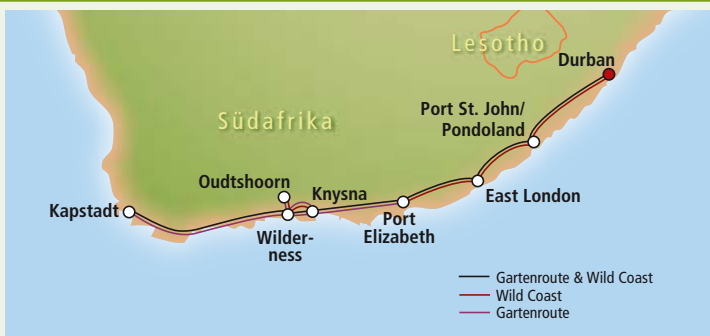 Lesotho
Durban
Port St. John/
Pondoland
Südafrika
Oudtshoorn
Knysna
East London
Kapstadt
Port
Elizabeth
Wilder-
ness
Gartenroute & Wild Coast
Wild Coast
Gartenroute